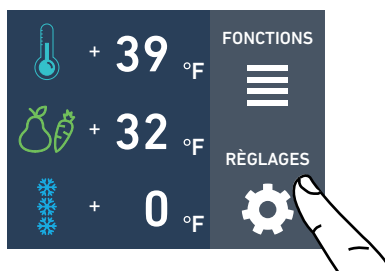 + 39 °F
+ 32 °F
+ 0 °F
FONCTIONS
RÈGLAGES